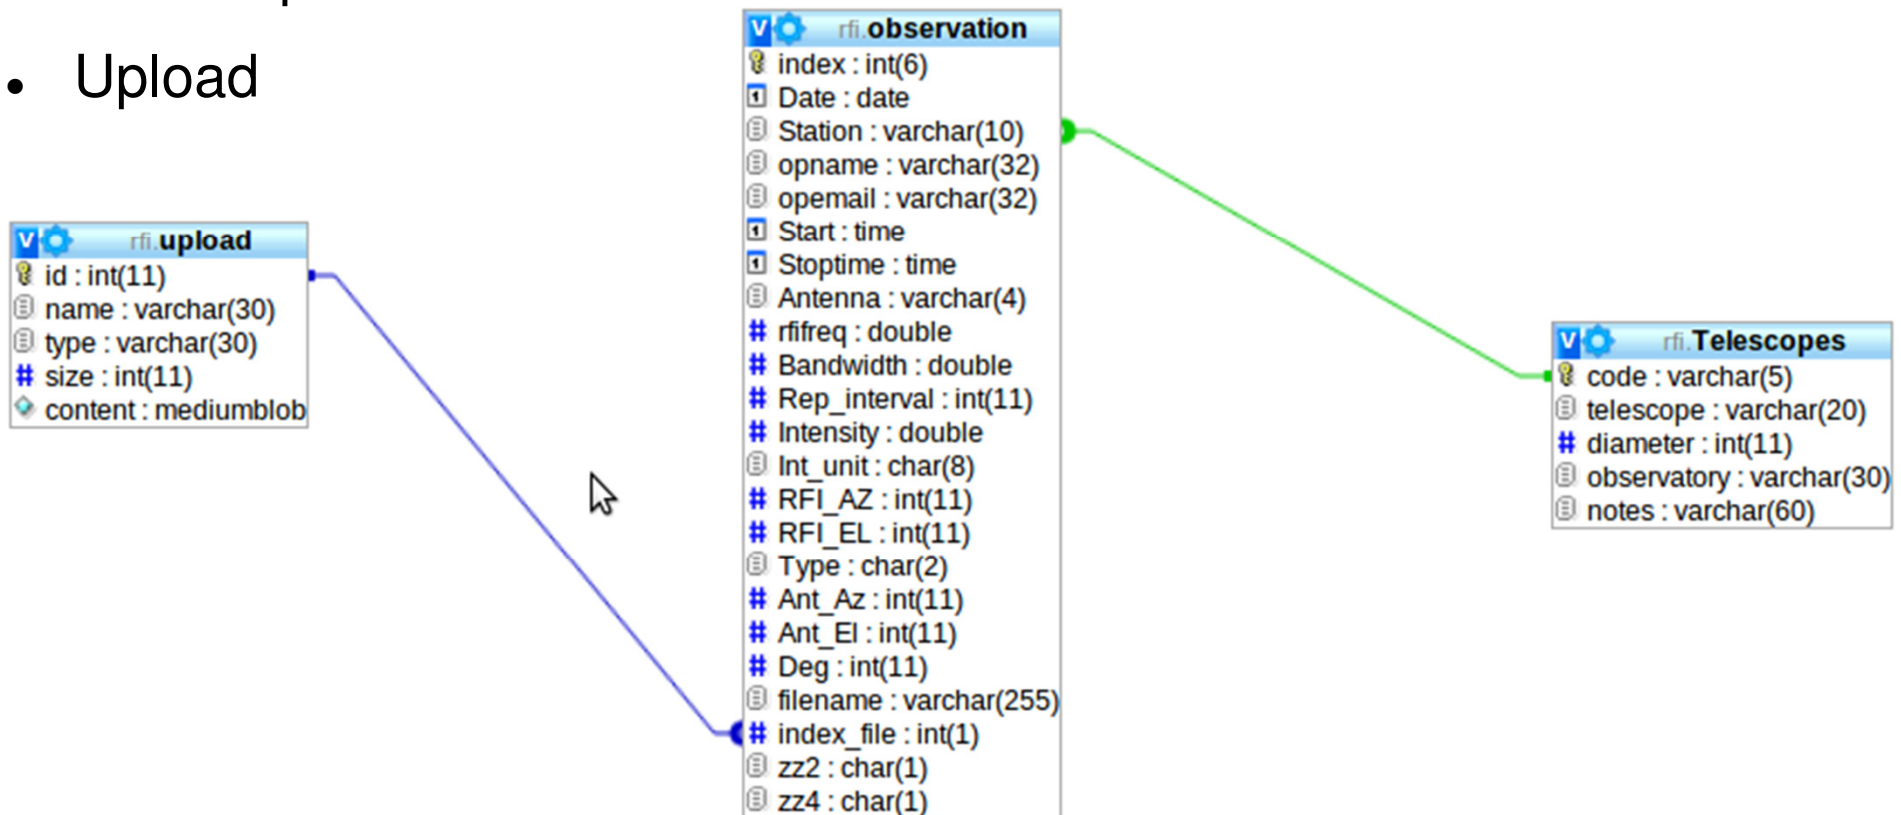 • Upload
rfi.upload
id : int(11)
name : varchar(30)
type : varchar(30)
size : int(11)
content : mediumblob
rfi.observation
index : int(6)
Date : date
Station : varchar(10)
opname : varchar(32)
opemail : varchar(32)
Start : time
Stoptime : time
Antenna : varchar(4)
# rfifreq : double
# Bandwidth : double
# Rep_interval : int(11)
# Intensity : double
Int_unit : char(8)
# RFI_AZ : int(11)
# RFI_EL : int(11)
Type : char(2)
# Ant_Az : int(11)
# Ant_El : int(11)
# Deg : int(11)
filename : varchar(255)
# index_file : int(1)
zz2 : char(1)
zz4 : char(1)
rfi.Telescopes
code : varchar(5)
telescope : varchar(20)
# diameter : int(11)
observatory : varchar(30)
notes : varchar(60)